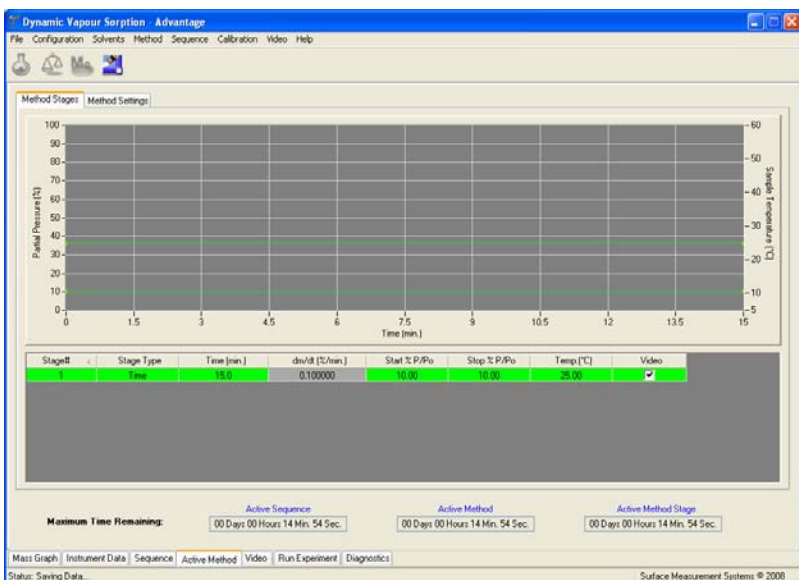 Dynamic Vapour Sorption - Advantage
File Configuration Solvents Method Sequence Calibration Video Help
Method Stages Method Settings
100 60
90
80 50
70
60 40
50
40 30
30 20
20
10 10
0 5
Partial Pressure (%)
Sample Temperature (°C)
0 1.5 3 4.5 6 7.5 9 10.5 12 13.5 15
Time (min.)
Stage# Stage Type Time (min.) dm/dt (%/min.) Start % P/Po Stop % P/Po Temp.(°C) Video
1 Time 15.0 0.100000 10.00 10.00 25.00
Active Sequence Active Method Active Method Stage
Maximum Time Remaining: 00 Days 00 Hours 14 Min. 54 Sec. 00 Days 00 Hours 14 Min. 54 Sec. 00 Days 00 Hours 14 Min. 54 Sec.
Mass Graph Instrument Data Sequence Active Method Video Run Experiment Diagnostics
Status: Saving Data... Surface Measurement Systems © 2008